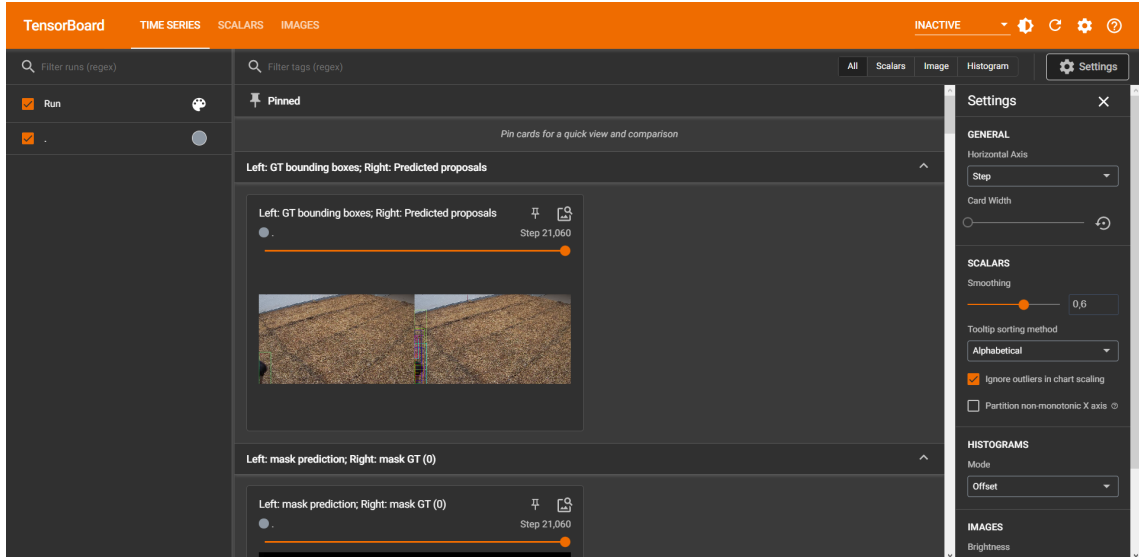 TensorBoard TIME SERIES SCALARS IMAGES INACTIVE
Filter runs (regex)
Filter tags (regex)
All Scalars Image Histogram Settings
Run
.
Pinned
Pin cards for a quick view and comparison
Left: GT bounding boxes; Right: Predicted proposals
Left: GT bounding boxes; Right: Predicted proposals
. Step 21,060
Left: mask prediction; Right: mask GT (0)
Left: mask prediction; Right: mask GT (0)
. Step 21,060
Settings
GENERAL
Horizontal Axis
Step
Card Width
SCALARS
Smoothing
0,6
Tooltip sorting method
Alphabetical
Ignore outliers in chart scaling
Partition non-monotonic X axis
HISTOGRAMS
Mode
Offset
IMAGES
Brightness